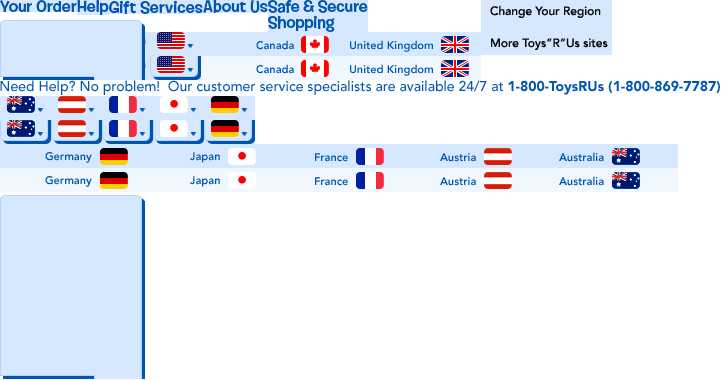 Your Order Help Gift Services About Us Safe & Secure
Shopping
Change Your Region
Canada United Kingdom
More Toys"R"Us sites
Canada United Kingdom
Need Help? No problem! Our customer service specialists are available 24/7 at 1-800-ToysRUs (1-800-869-7787)
Germany Japan France Austria Australia
Germany Japan France Austria Australia